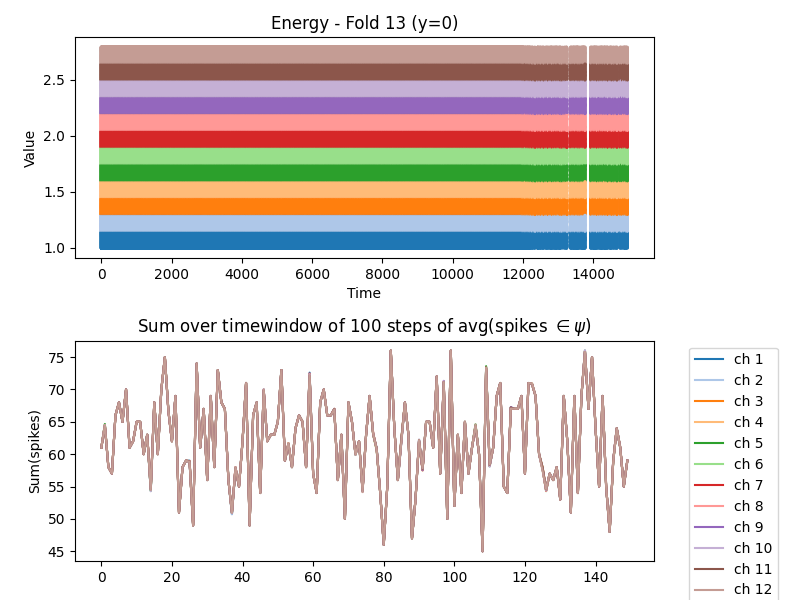 Energy - Fold 13 (y=0)
Value
2.5
2.0
1.5
1.0
0 2000 4000 6000 8000 10000 12000 14000
Time
Sum over timewindow of 100 steps of avg(spikes ∈ ψ)
Sum(spikes)
75
70
65
60
55
50
45
0 20 40 60 80 100 120 140
ch 1
ch 2
ch 3
ch 4
ch 5
ch 6
ch 7
ch 8
ch 9
ch 10
ch 11
ch 12